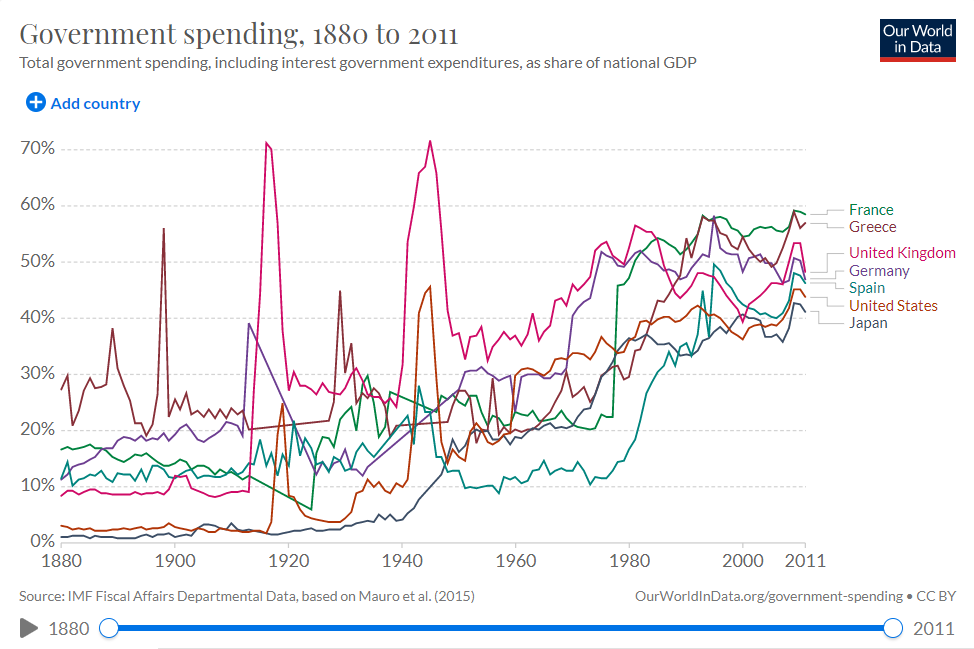 Government spending, 1880 to 2011
Our World
in Data
Total government spending, including interest government expenditures, as share of national GDP
Add country
70%
60%
50%
40%
30%
20%
10%
0%
France
Greece
United Kingdom
Germany
Spain
United States
Japan
1880 1900 1920 1940 1960 1980 2000 2011
Source: IMF Fiscal Affairs Departmental Data, based on Mauro et al. (2015)
OurWorldInData.org/government-spending • CC BY
1880 2011